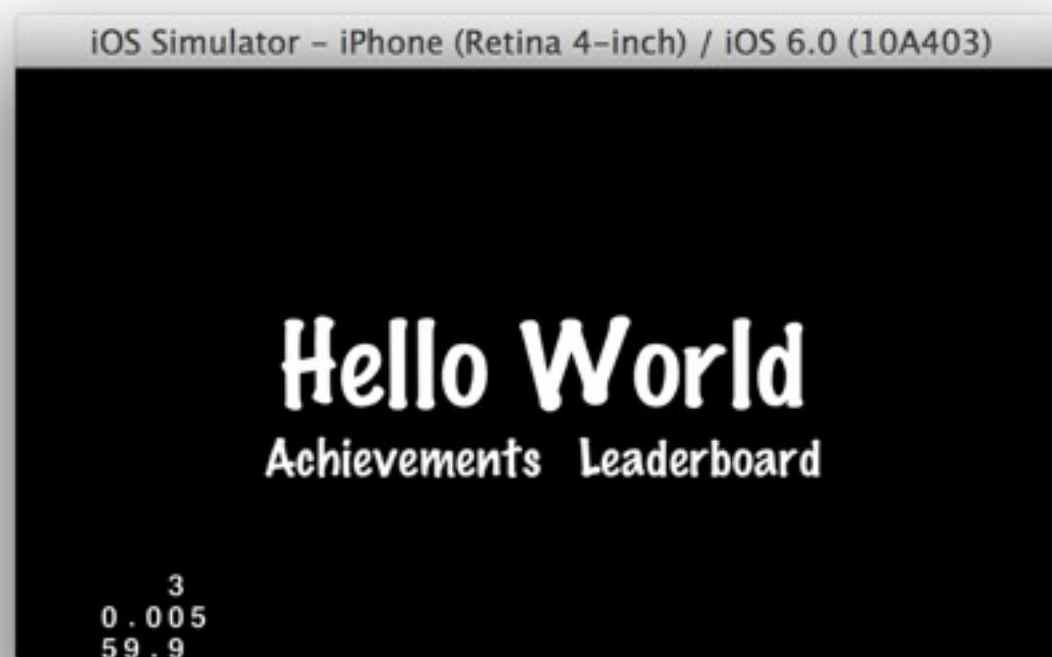 iOS Simulator – iPhone (Retina 4-inch) / iOS 6.0 (10A403)
Hello World
Achievements Leaderboard
3
0.005
59.9